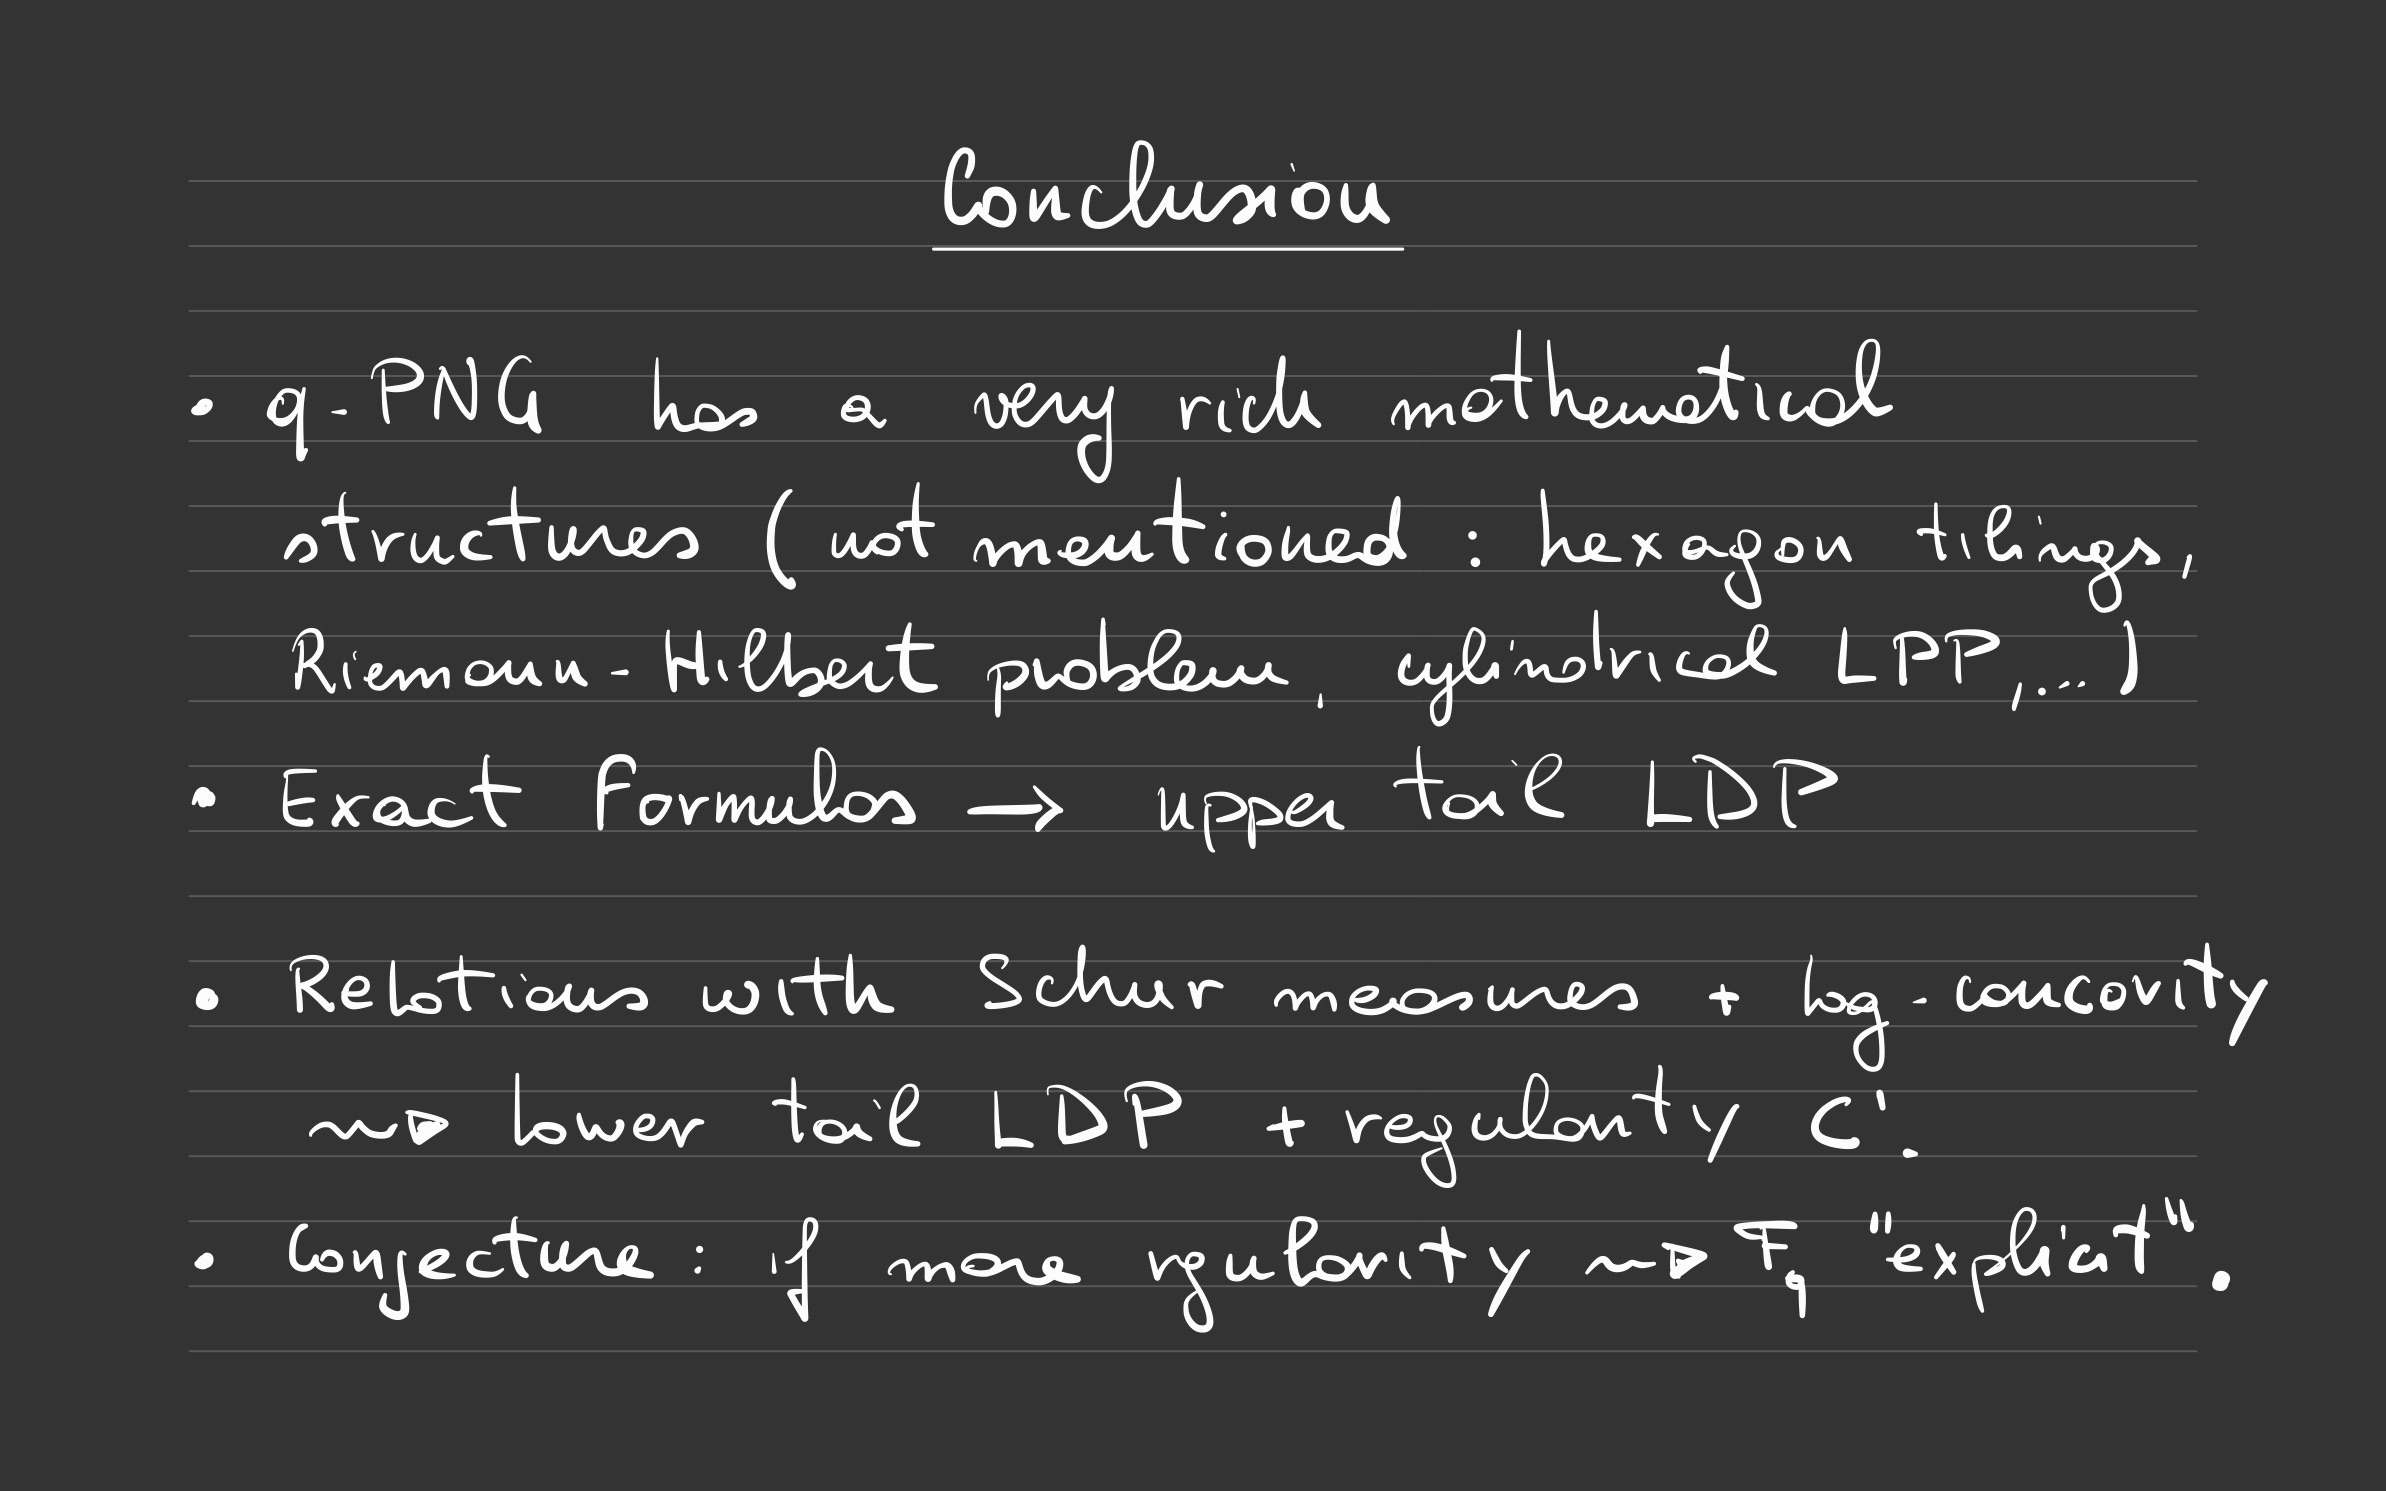 Conclusion
• q-PNG has a very rich mathematical
structures (not mentioned: hexagon tilings,
Riemann-Hilbert problem, cylindrical LPP,...)
• Exact formulas → upper tail LDP
• Relations with Schur measures + log-concavity
⇝ lower tail LDP + regularity C¹.
• Conjecture: if more regularity ⇝ F_q "explicit".